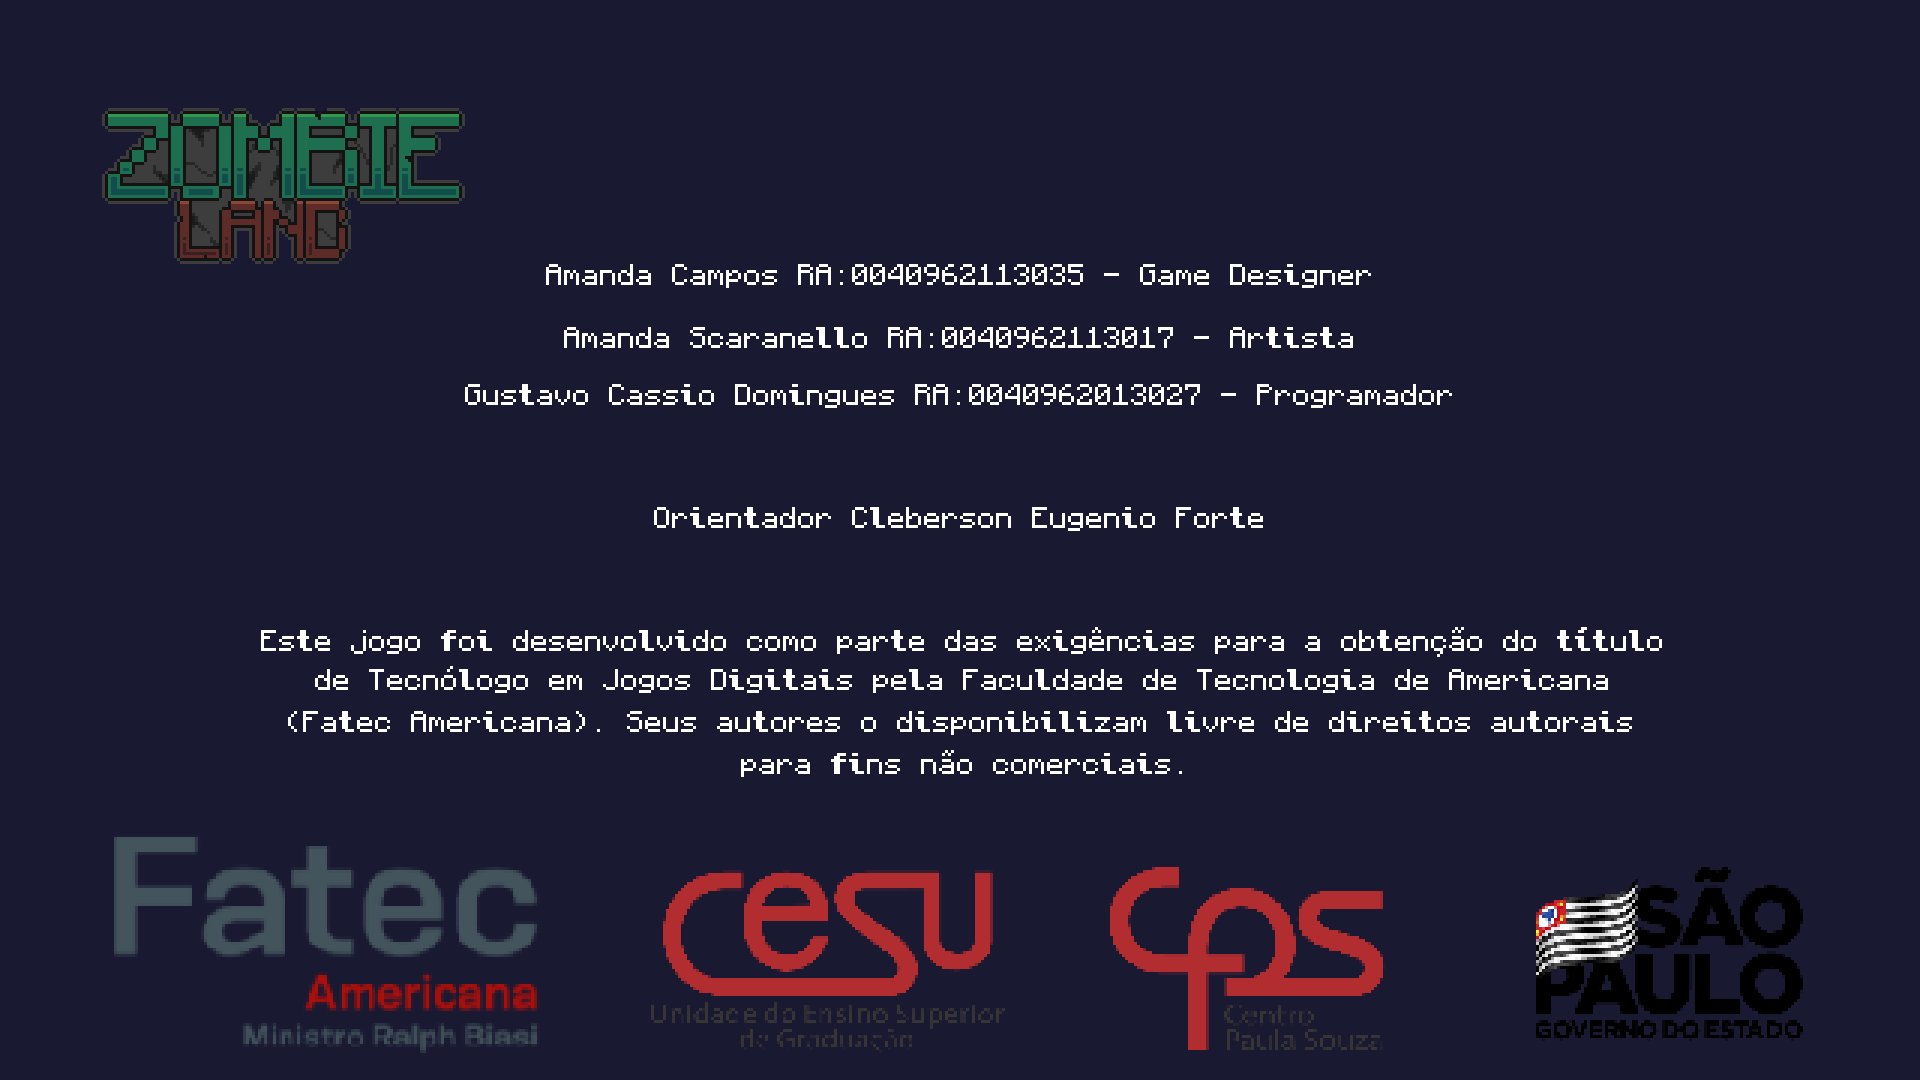 ZOMBIE
LAND
Amanda Campos RA:0040962113035 - Game Designer
Amanda Scaranello RA:0040962113017 - Artista
Gustavo Cassio Domingues RA:0040962013027 - Programador
Orientador Cleberson Eugenio Forte
Este jogo foi desenvolvido como parte das exigências para a obtenção do título
de Tecnólogo em Jogos Digitais pela Faculdade de Tecnologia de Americana
(Fatec Americana). Seus autores o disponibilizam livre de direitos autorais
para fins não comerciais.
Fatec
Americana
Ministro Ralph Biasi
cesu
Unidade do Ensino Superior
de Graduação
cps
Centro
Paula Souza
SÃO
PAULO
GOVERNO DO ESTADO